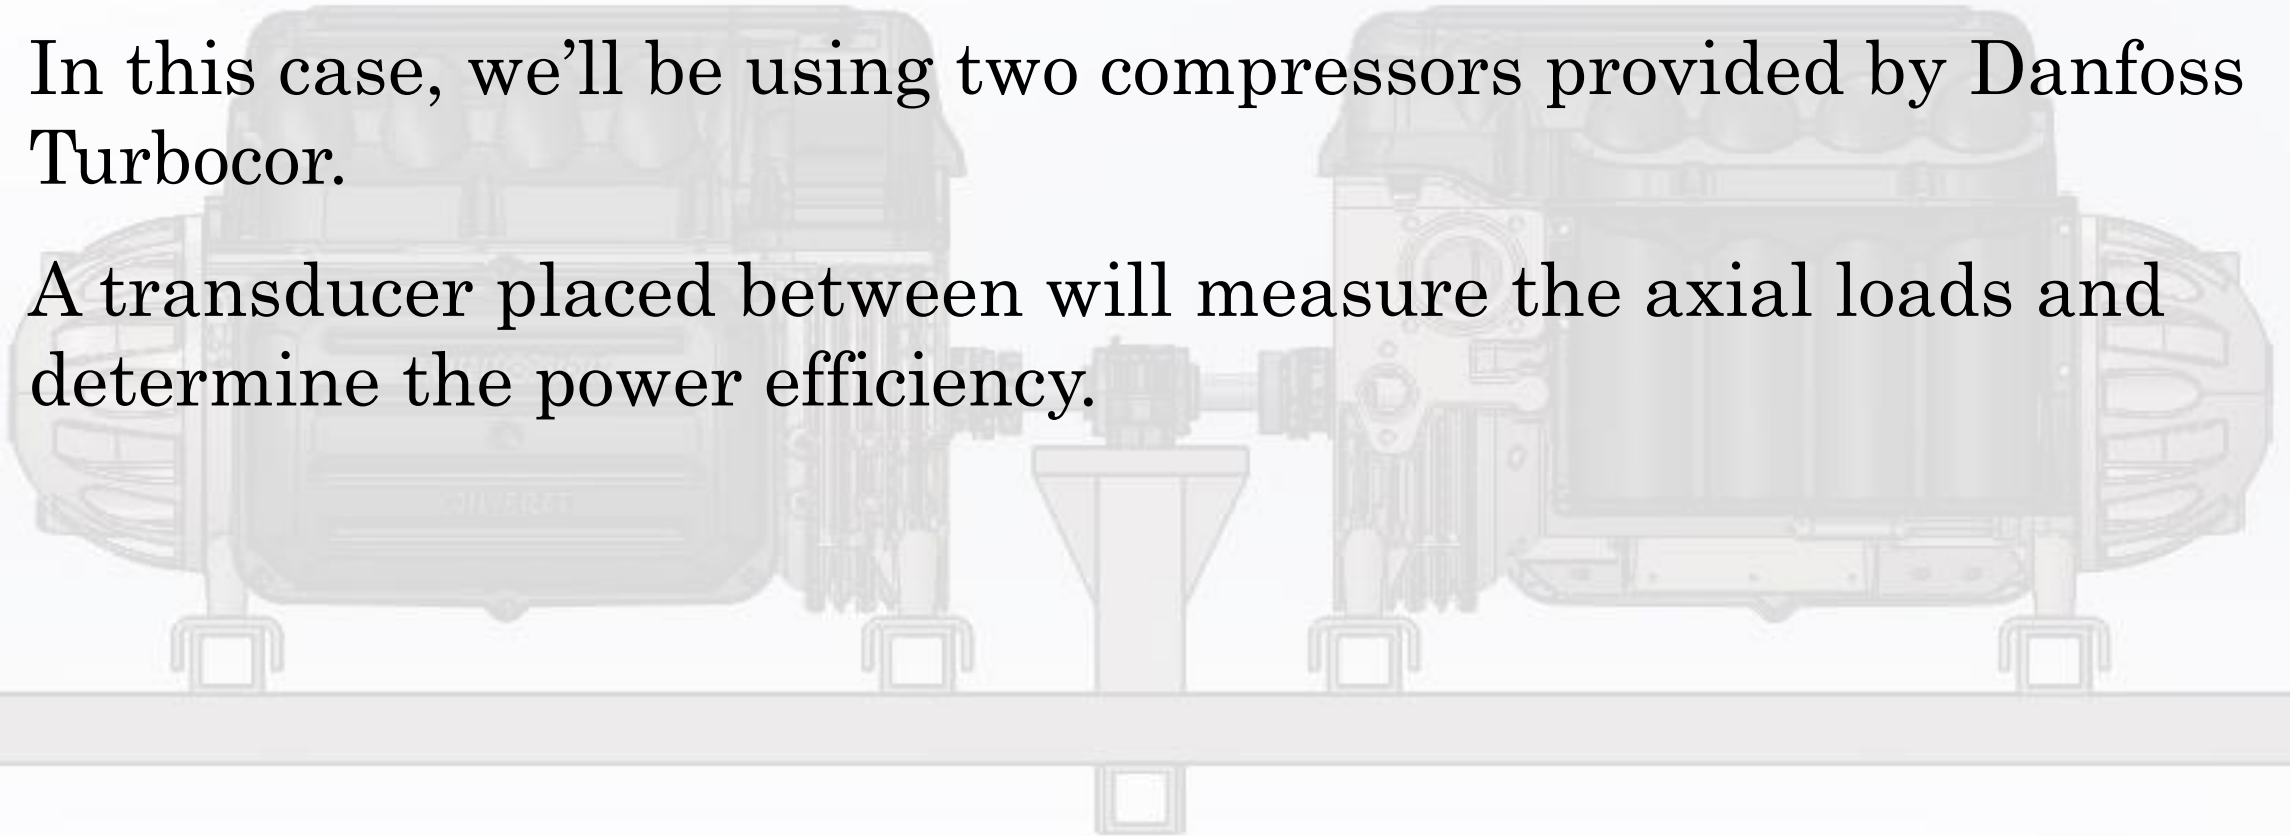 In this case, we’ll be using two compressors provided by Danfoss
Turbocor.
A transducer placed between will measure the axial loads and
determine the power efficiency.